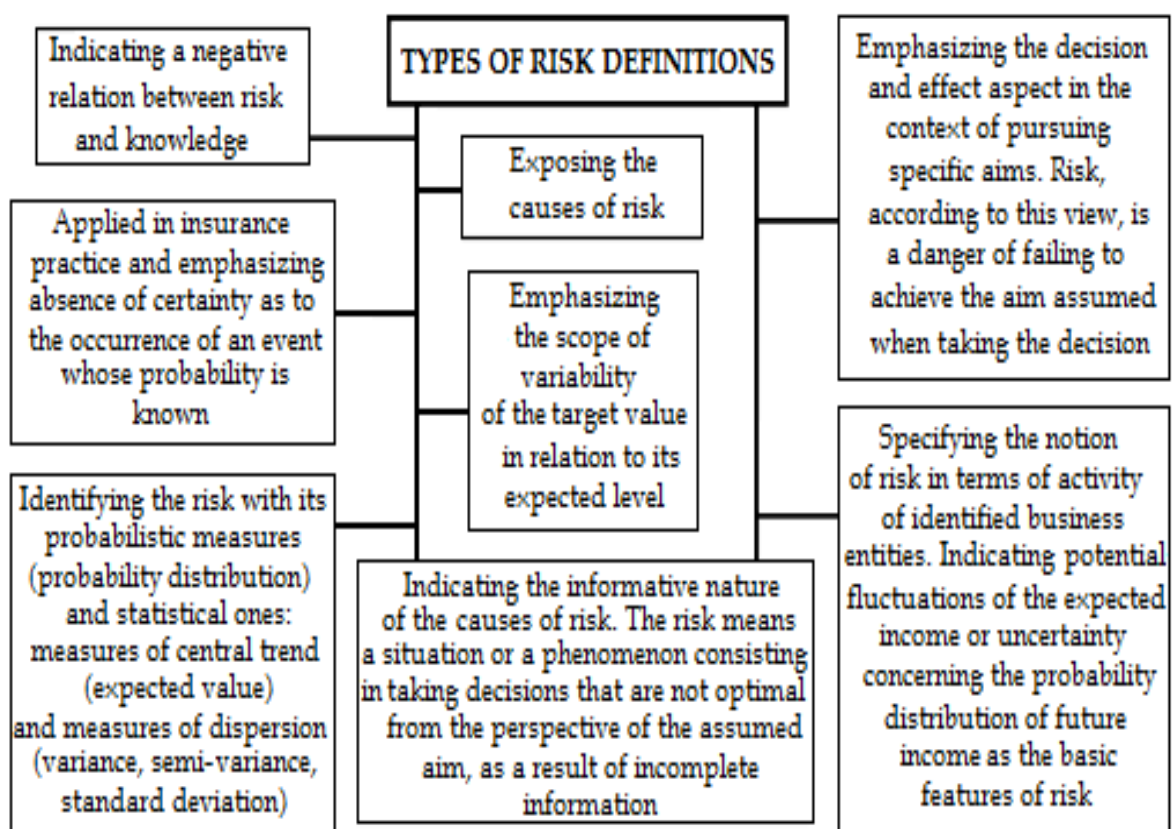 TYPES OF RISK DEFINITIONS
Indicating a negative
relation between risk
and knowledge
Applied in insurance
practice and emphasizing
absence of certainty as to
the occurrence of an event
whose probability is
known
Identifying the risk with its
probabilistic measures
(probability distribution)
and statistical ones:
measures of central trend
(expected value)
and measures of dispersion
(variance, semi-variance,
standard deviation)
Exposing the
causes of risk
Emphasizing
the scope of
variability
of the target value
in relation to its
expected level
Indicating the informative nature
of the causes of risk. The risk means
a situation or a phenomenon consisting
in taking decisions that are not optimal
from the perspective of the assumed
aim, as a result of incomplete
information
Emphasizing the decision
and effect aspect in the
context of pursuing
specific aims. Risk,
according to this view, is
a danger of failing to
achieve the aim assumed
when taking the decision
Specifying the notion
of risk in terms of activity
of identified business
entities. Indicating potential
fluctuations of the expected
income or uncertainty
concerning the probability
distribution of future
income as the basic
features of risk